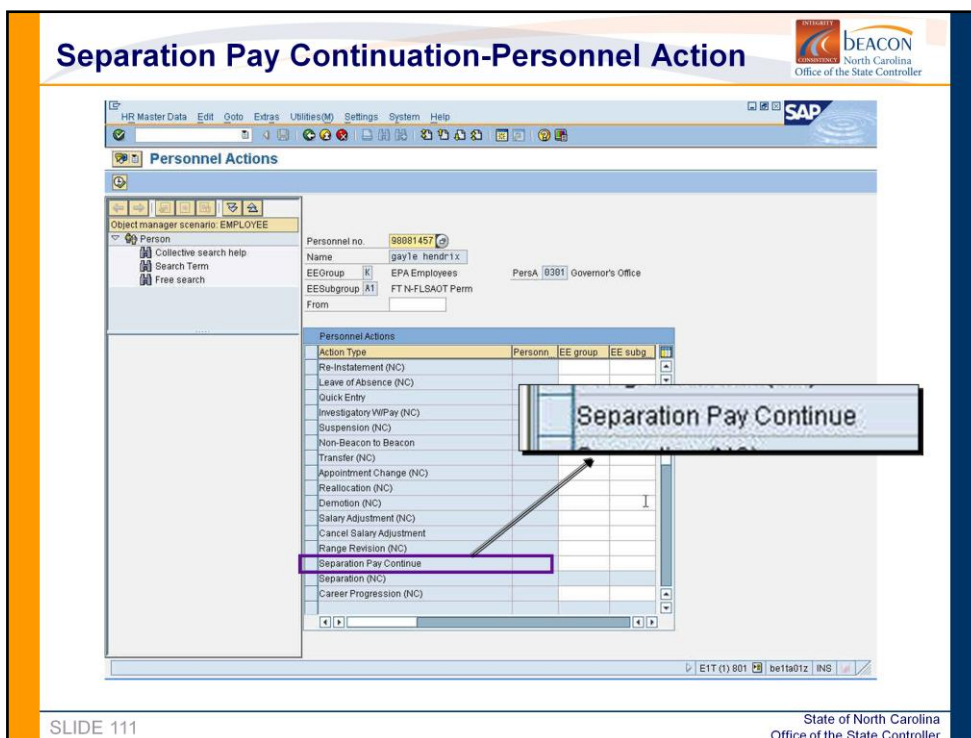 Separation Pay Continuation-Personnel Action
INTEGRITY
CONSISTENCY
BEACON
North Carolina
Office of the State Controller
HR Master Data Edit Goto Extras Utilities(M) Settings System Help
SAP
Personnel Actions
Object manager scenario: EMPLOYEE
Person
Collective search help
Search Term
Free search
Personnel no. 98081457
Name gayle hendrix
EEGroup K EPA Employees PersA 0301 Governor's Office
EESubgroup A1 FT N-FLSAOT Perm
From
Personnel Actions
Action Type Personn EE group EE subg
Re-Instatement (NC)
Leave of Absence (NC)
Quick Entry
Investigatory W/Pay (NC)
Suspension (NC)
Non-Beacon to Beacon
Transfer (NC)
Appointment Change (NC)
Reallocation (NC)
Demotion (NC)
Salary Adjustment (NC)
Cancel Salary Adjustment
Range Revision (NC)
Separation Pay Continue
Separation (NC)
Career Progression (NC)
Separation Pay Continue
E1T (1) 801 be1ta01z INS
SLIDE 111
State of North Carolina
Office of the State Controller